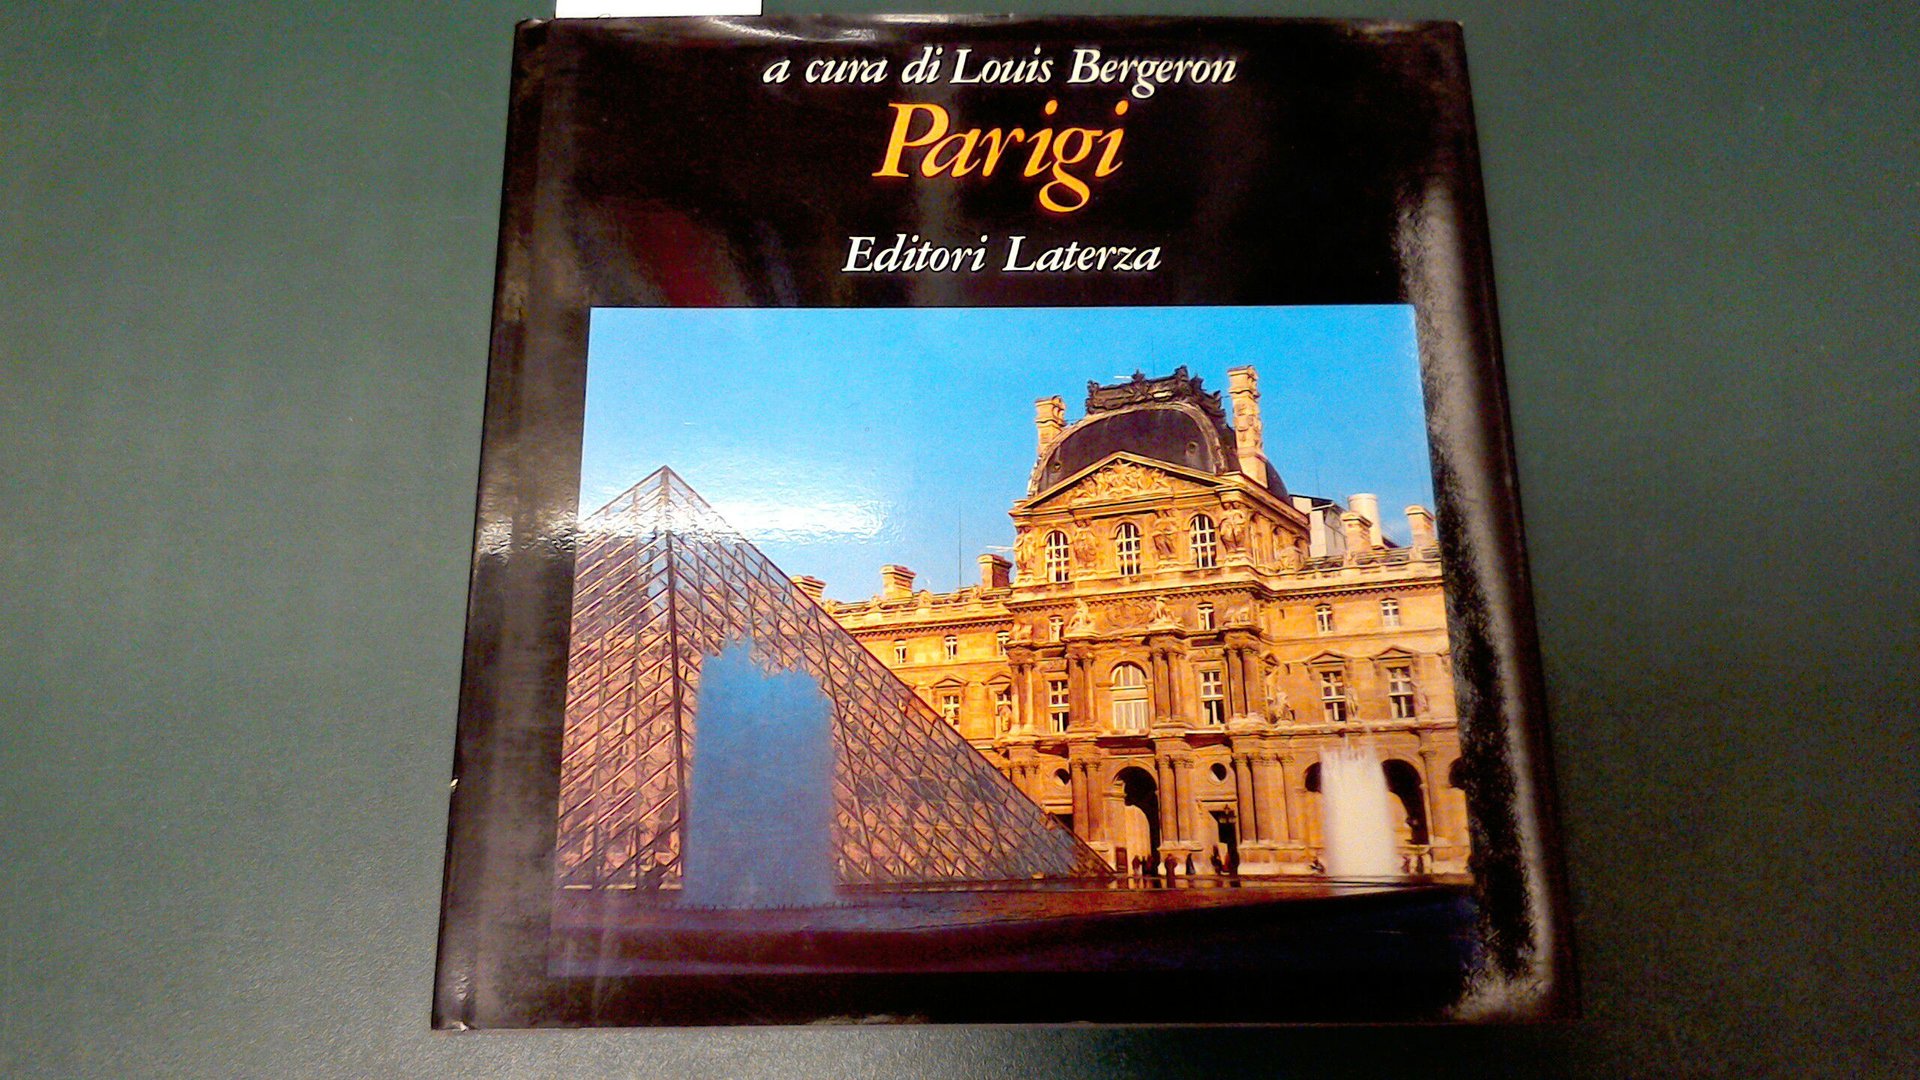 a cura di Louis Bergeron
Parigi
Editori Laterza